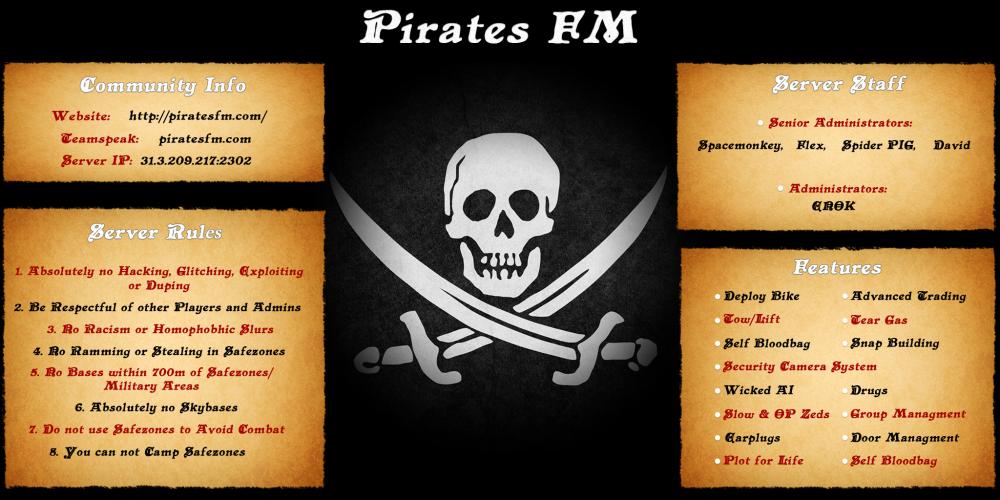 Pirates FM
Community Info
Website: http://piratesfm.com/
Teamspeak: piratesfm.com
Server IP: 31.3.209.217:2302
Server Rules
1. Absolutely no Hacking, Glitching, Exploiting
or Duping
2. Be Respectful of other Players and Admins
3. No Racism or Homophobhic Slurs
4. No Ramming or Stealing in Safezones
5. No Bases within 700m of Safezones/
Military Areas
6. Absolutely no Skybases
7. Do not use Safezones to Avoid Combat
8. You can not Camp Safezones
Server Staff
• Senior Administrators:
Spacemonkey, Flex, Spider PIG, David
• Administrators:
ENOK
Features
• Deploy Bike • Advanced Trading
• Tow/Lift • Tear Gas
• Self Bloodbag • Snap Building
• Security Camera System
• Wicked AI • Drugs
• Slow & OP Zeds • Group Managment
• Earplugs • Door Managment
• Plot for Life • Self Bloodbag